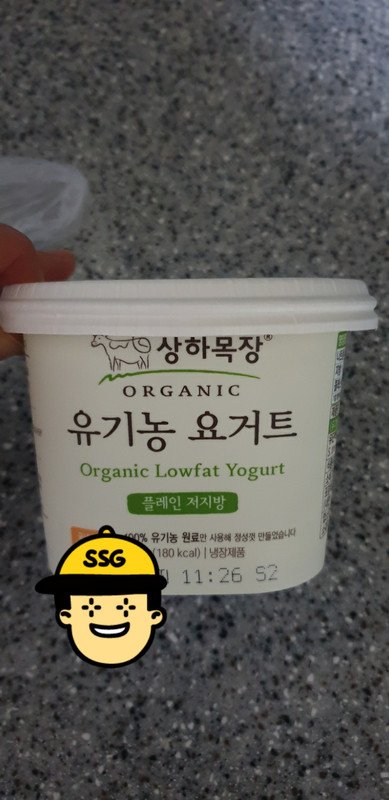 상하목장®
ORGANIC
유기농 요거트
Organic Lowfat Yogurt
플레인 저지방
100% 유기농 원료만 사용해 정성껏 만들었습니다
(180 kcal) | 냉장제품
11:26 S2
SSG